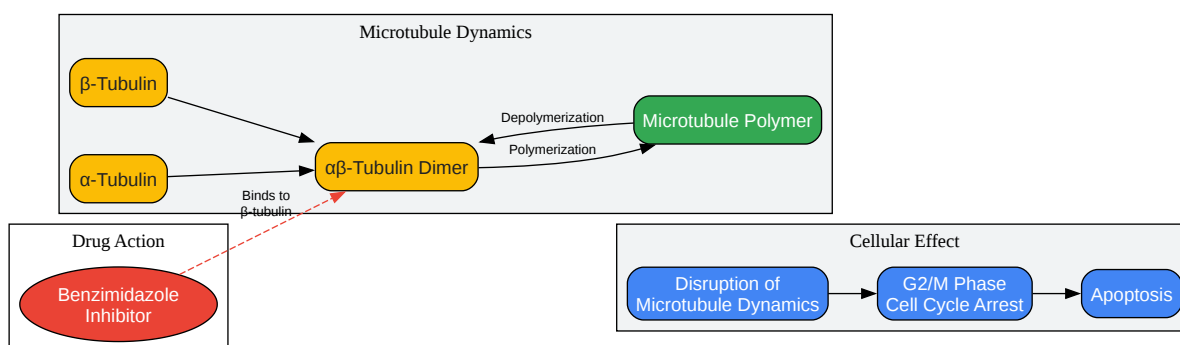 Microtubule Dynamics
β-Tubulin
α-Tubulin
αβ-Tubulin Dimer
Depolymerization
Polymerization
Microtubule Polymer
Binds to
β-tubulin
Drug Action
Benzimidazole
Inhibitor
Cellular Effect
Disruption of
Microtubule Dynamics
G2/M Phase
Cell Cycle Arrest
Apoptosis